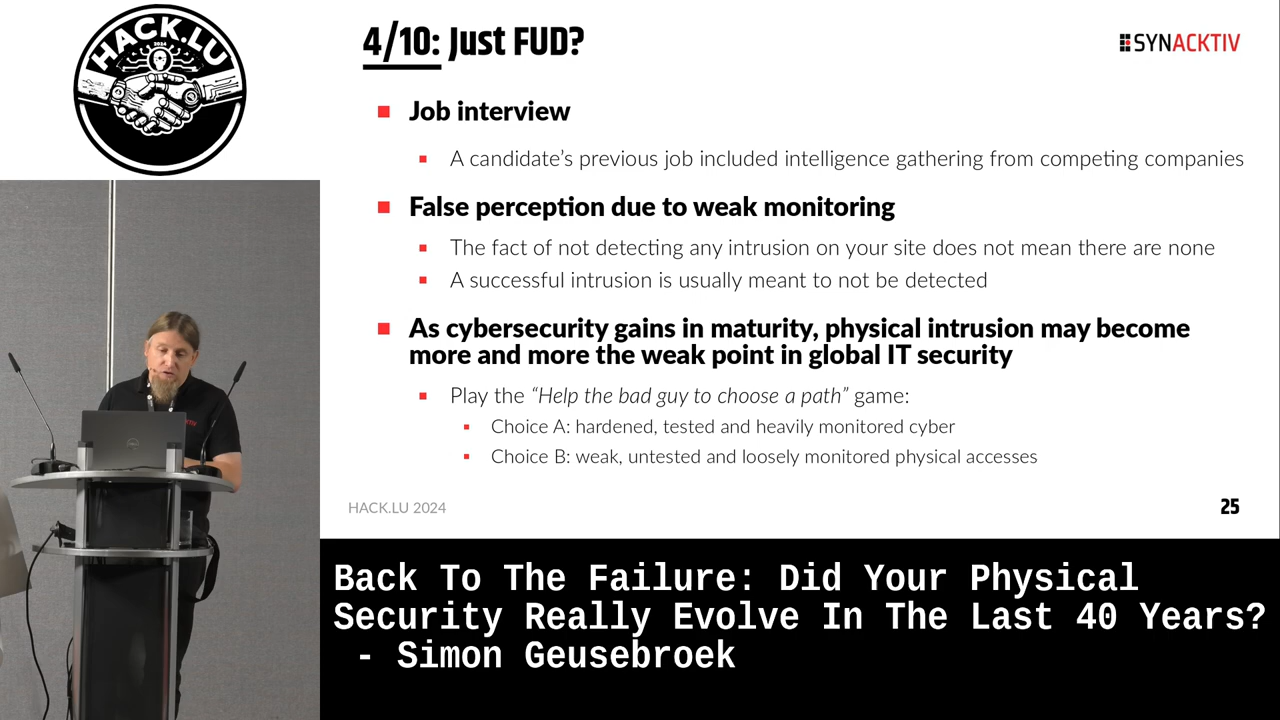 HACK.LU
2024
4/10: Just FUD?
SYNACKTIV
Job interview
A candidate's previous job included intelligence gathering from competing companies
False perception due to weak monitoring
The fact of not detecting any intrusion on your site does not mean there are none
A successful intrusion is usually meant to not be detected
As cybersecurity gains in maturity, physical intrusion may become
more and more the weak point in global IT security
Play the “Help the bad guy to choose a path” game:
Choice A: hardened, tested and heavily monitored cyber
Choice B: weak, untested and loosely monitored physical accesses
HACK.LU 2024
25
Back To The Failure: Did Your Physical
Security Really Evolve In The Last 40 Years?
- Simon Geusebroek